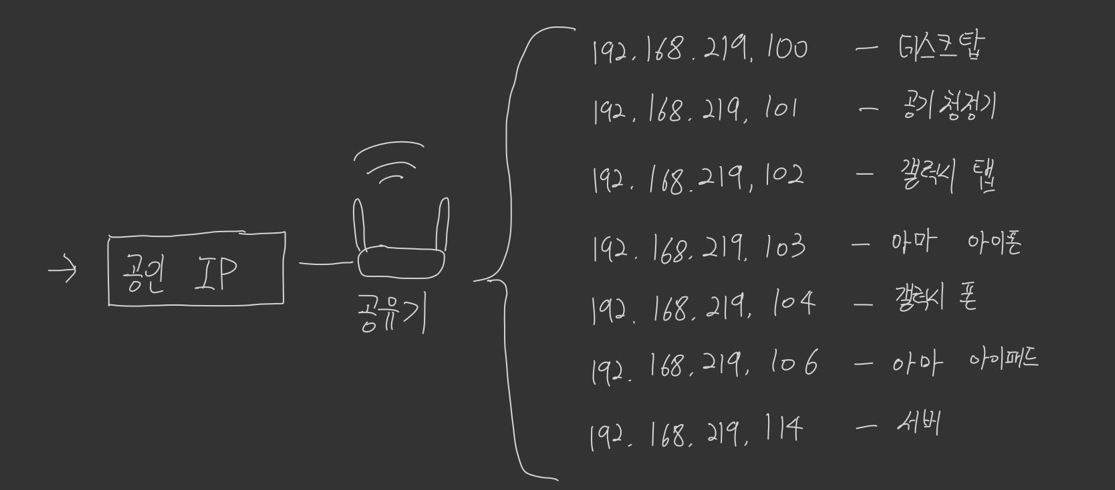 공인 IP
공유기
192.168.219.100 - 데스크탑
192.168.219.101 - 공기청정기
192.168.219.102 - 갤럭시 탭
192.168.219.103 - 아마 아이폰
192.168.219.104 - 갤럭시 폰
192.168.219.106 - 아마 아이패드
192.168.219.114 - 서버